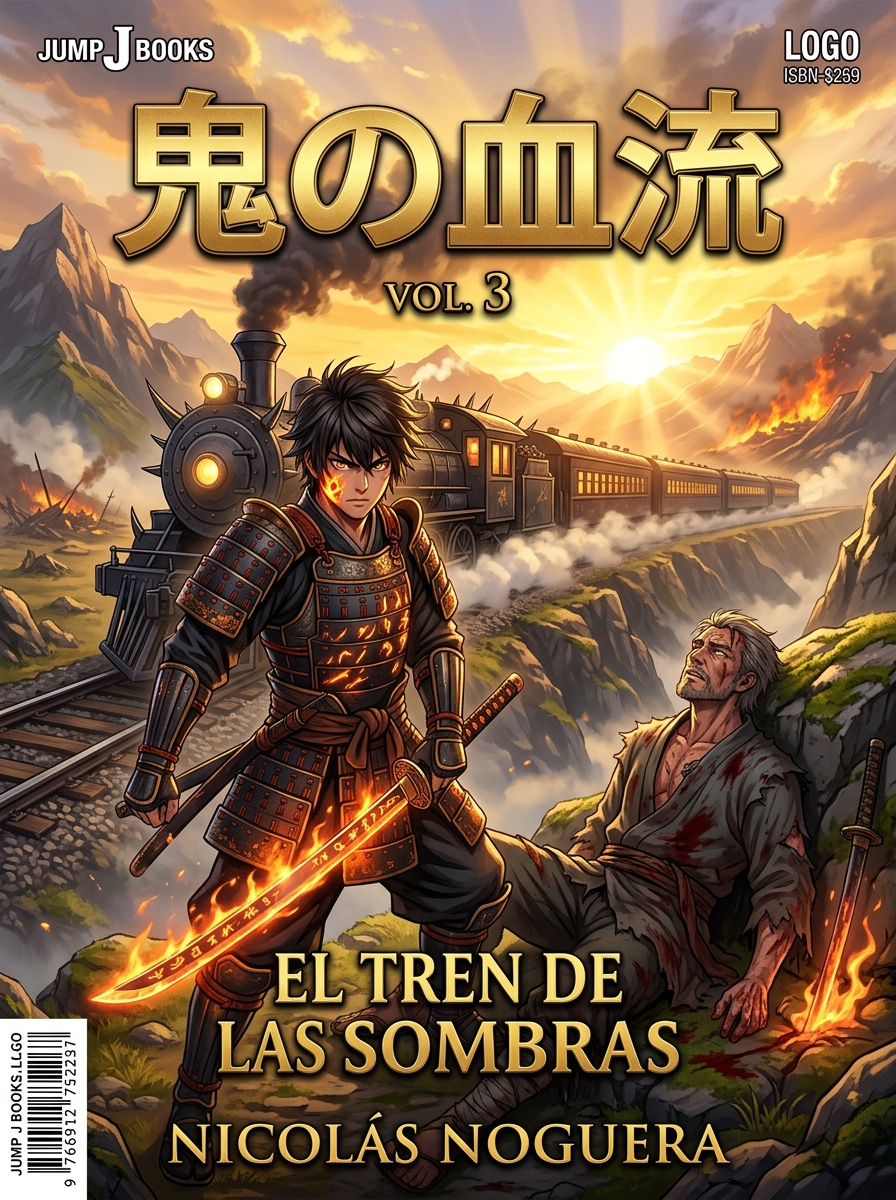 JUMP J BOOKS
LOGO
ISBN-$259
鬼の血流
VOL. 3
EL TREN DE
LAS SOMBRAS
NICOLÁS NOGUERA
JUMP J BOOKS.LLGO
9 766912 752297